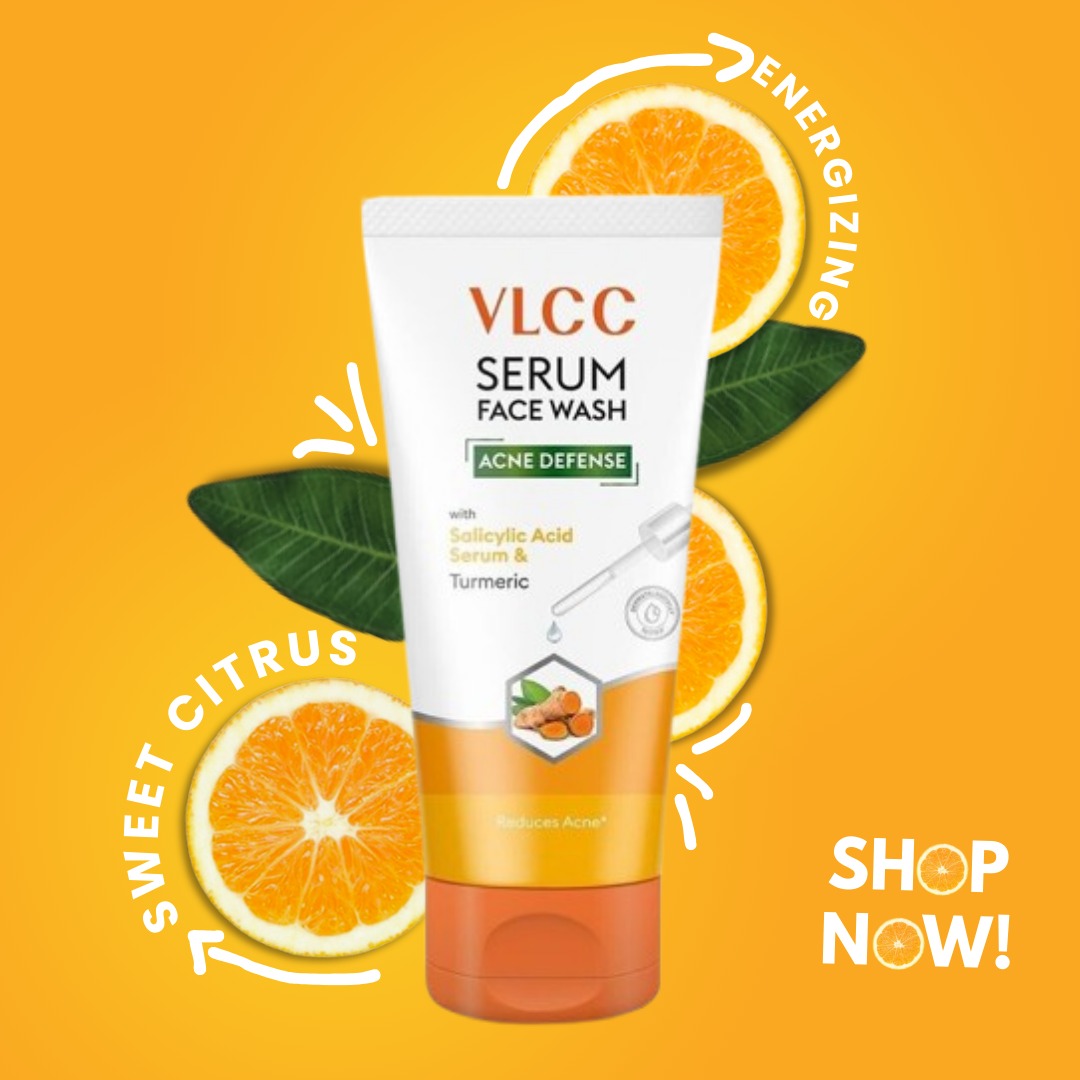 ENERGIZING
VLCC
SERUM
FACE WASH
ACNE DEFENSE
with
Salicylic Acid
Serum &
Turmeric
SWEET CITRUS
Reduces Acne*
SHOP
NOW!